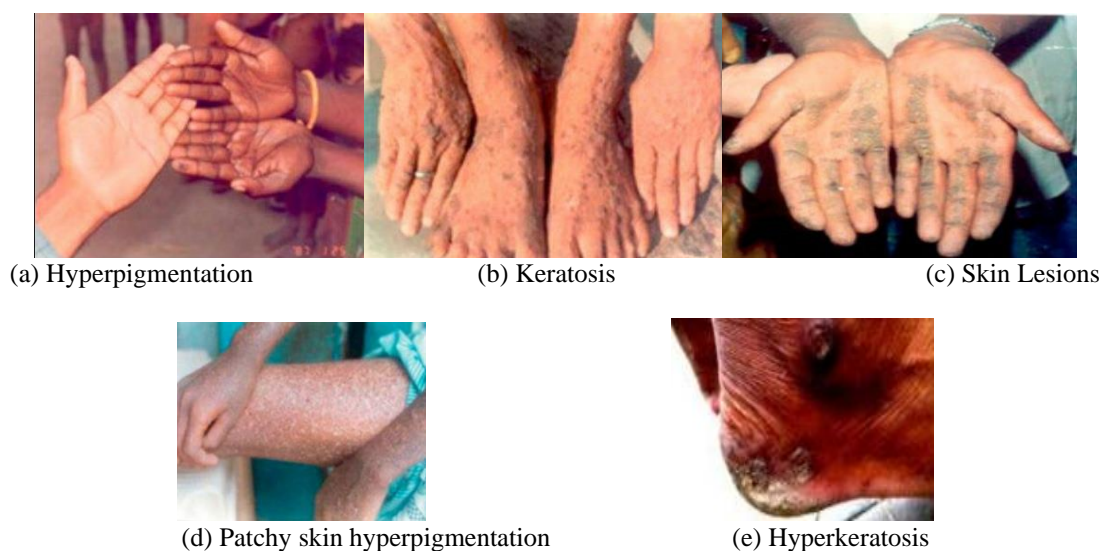 (a) Hyperpigmentation
(b) Keratosis
(c) Skin Lesions
(d) Patchy skin hyperpigmentation
(e) Hyperkeratosis